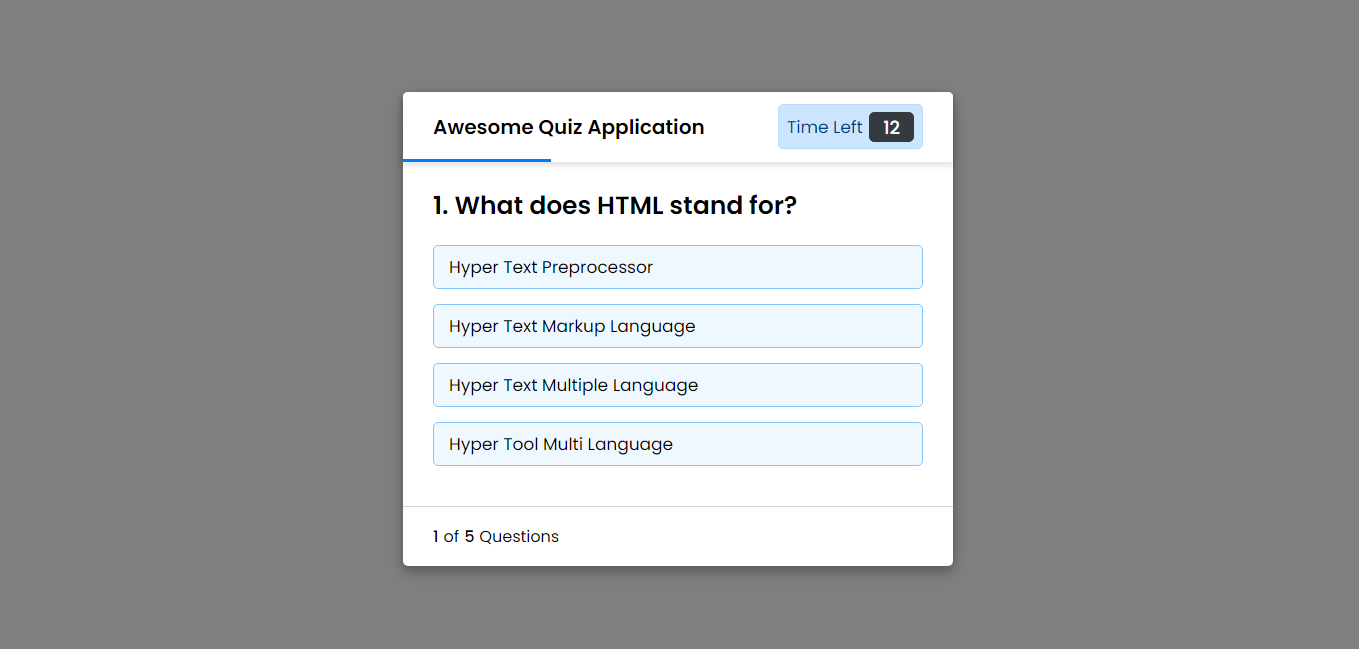 Awesome Quiz Application
Time Left 12
1. What does HTML stand for?
Hyper Text Preprocessor
Hyper Text Markup Language
Hyper Text Multiple Language
Hyper Tool Multi Language
1 of 5 Questions